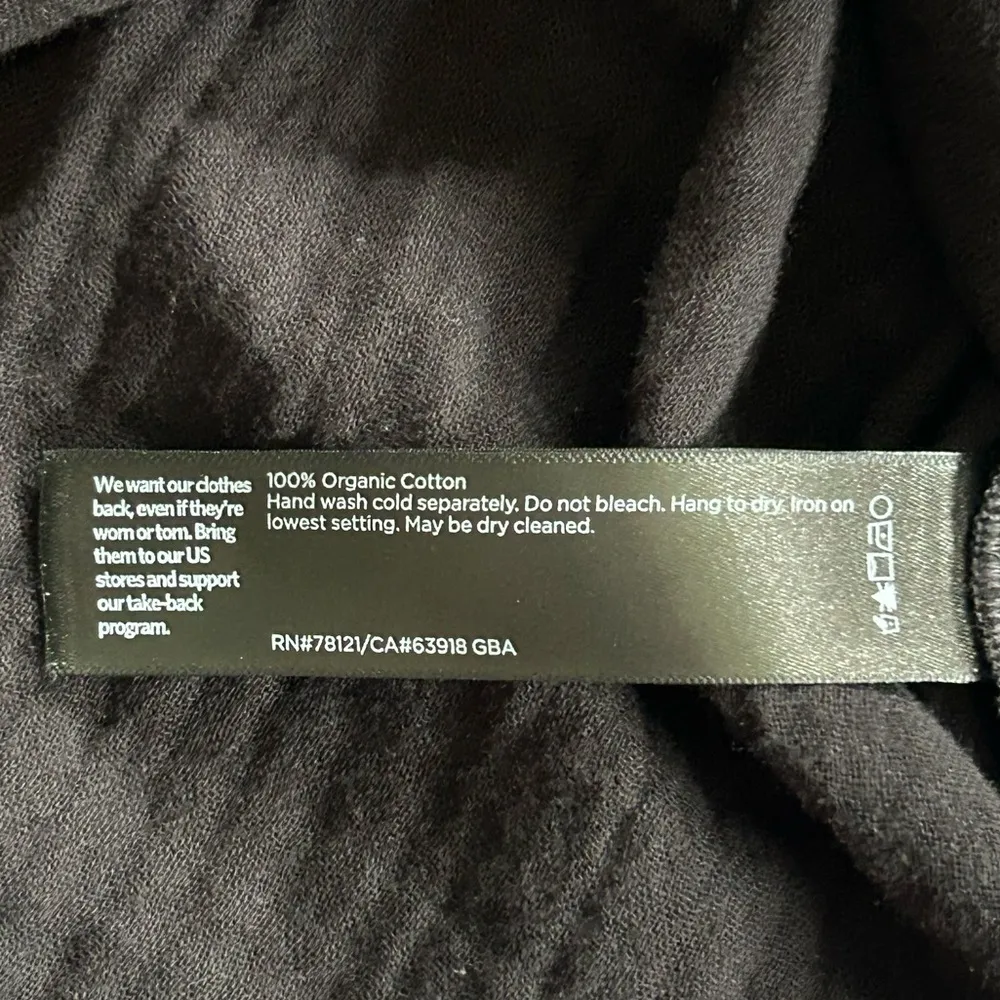 We want our clothes
back, even if they're
worn or torn. Bring
them to our US
stores and support
our take-back
program.
100% Organic Cotton
Hand wash cold separately. Do not bleach. Hang to dry. Iron on
lowest setting. May be dry cleaned.
RN#78121/CA#63918 GBA